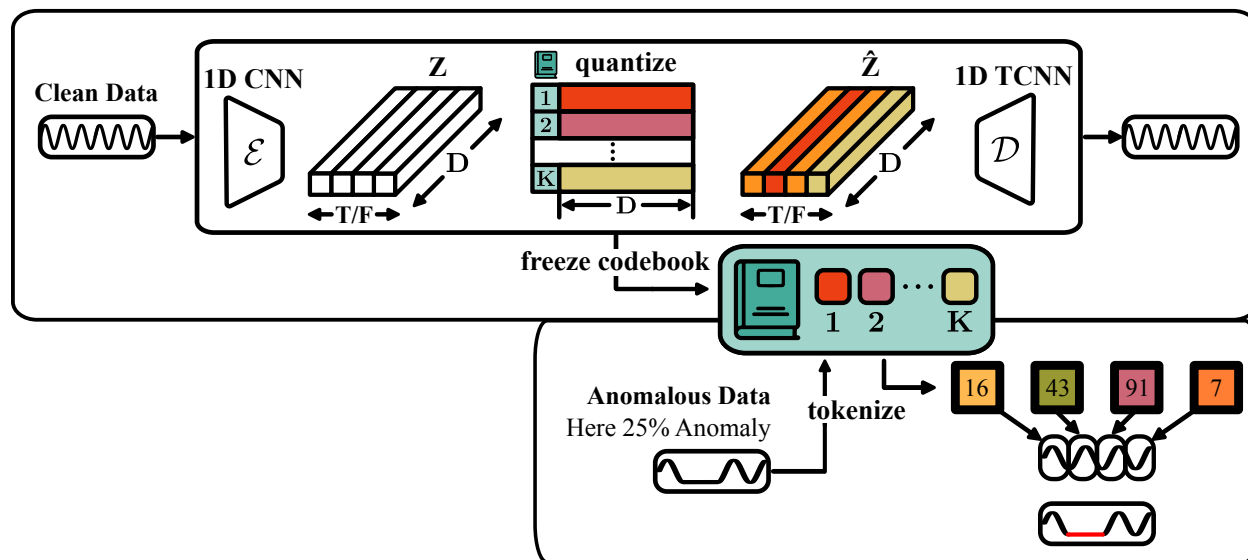 Clean Data
1D CNN
ℰ
Z
D
T/F
quantize
1
2
⋮
K
D
Ẑ
D
T/F
1D TCNN
𝒟
freeze codebook
1 2 ⋯ K
Anomalous Data
Here 25% Anomaly
tokenize
16 43 91 7